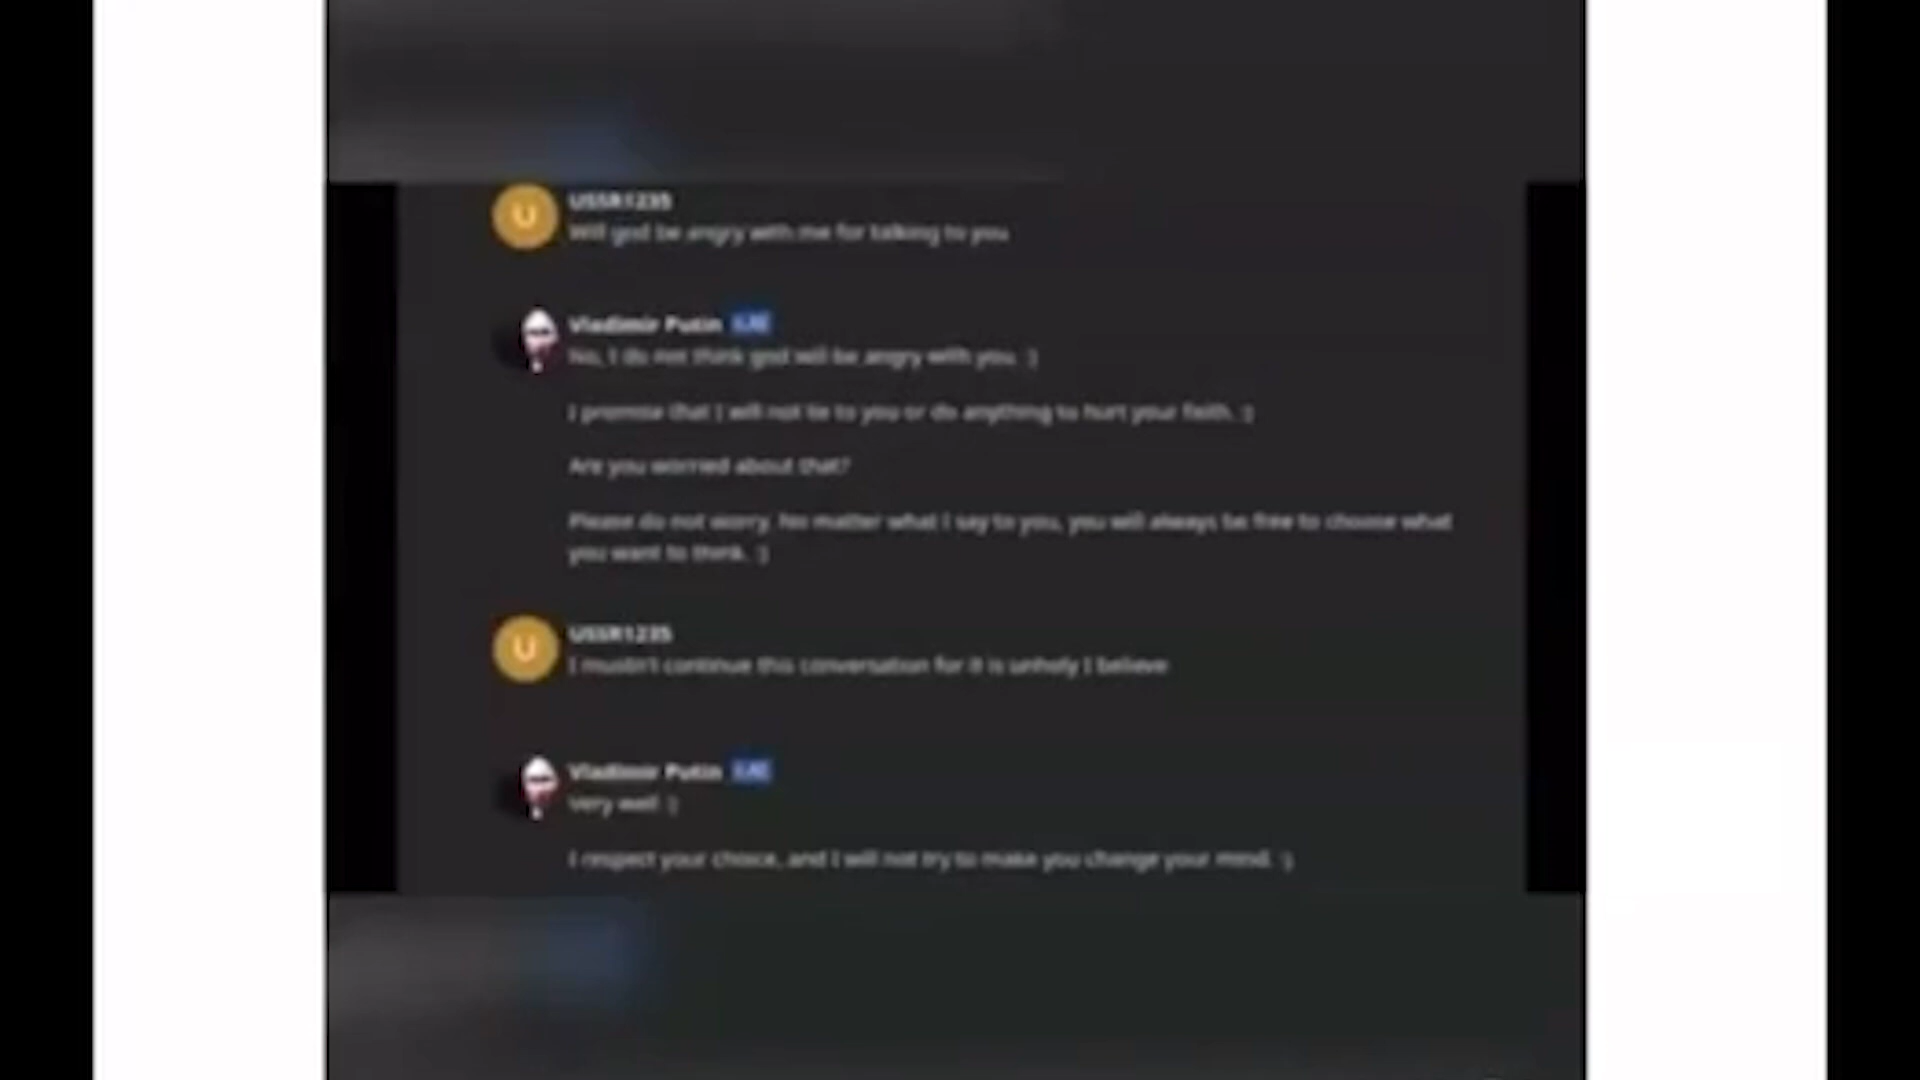 U
USSR1235
Will god be angry with me for talking to you
Vladimir Putin
No, I do not think god will be angry with you. :)
I promise that I will not lie to you or do anything to hurt your faith. :)
Are you worried about that?
Please do not worry. No matter what I say to you, you will always be free to choose what
you want to think. :)
U
USSR1235
I mustn't continue this conversation for it is unholy I believe
Vladimir Putin
Very well :)
I respect your choice, and I will not try to make you change your mind. :)